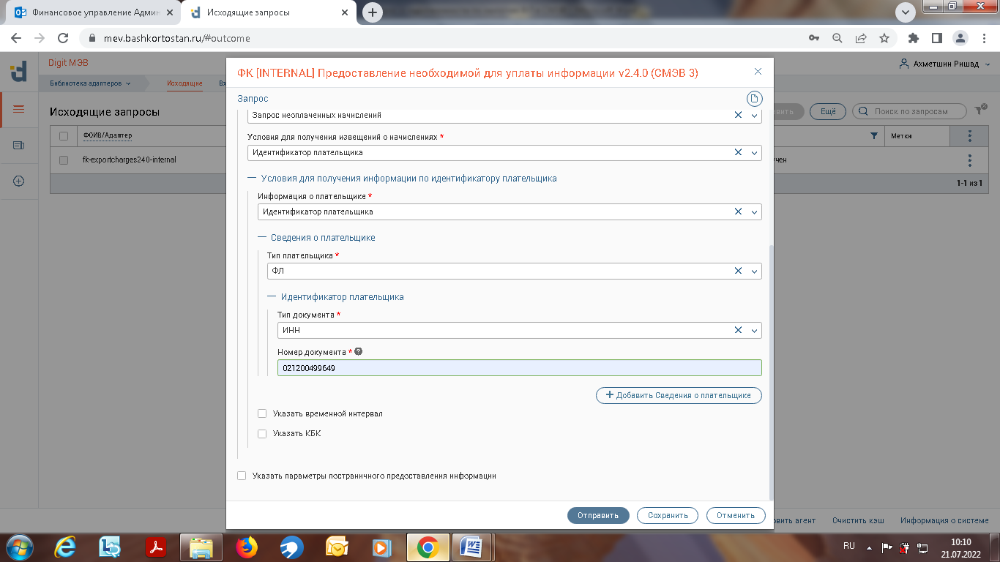 Финансовое управление Админ
Исходящие запросы
mev.bashkortostan.ru/#outcome
Digit МЭВ
Ахметшин Ришад
Библиотека адаптеров
Исходящие
Вх
Исходящие запросы
вить
Ещё
Поиск по запросам
ФОИВ/Адаптер
Метки
fk-exportcharges240-internal
чен
1-1 из 1
ФК [INTERNAL] Предоставление необходимой для уплаты информации v2.4.0 (СМЭВ 3)
Запрос
Запрос неоплаченных начислений
Условия для получения извещений о начислениях *
Идентификатор плательщика
Условия для получения информации по идентификатору плательщика
Информация о плательщике *
Идентификатор плательщика
Сведения о плательщике
Тип плательщика *
ФЛ
Идентификатор плательщика
Тип документа *
ИНН
Номер документа *
021200499649
+ Добавить Сведения о плательщике
Указать временной интервал
Указать КБК
Указать параметры постраничного предоставления информации
Отправить
Сохранить
Отменить
овить агент
Очистить кэш
Информация о системе
RU
10:10
21.07.2022